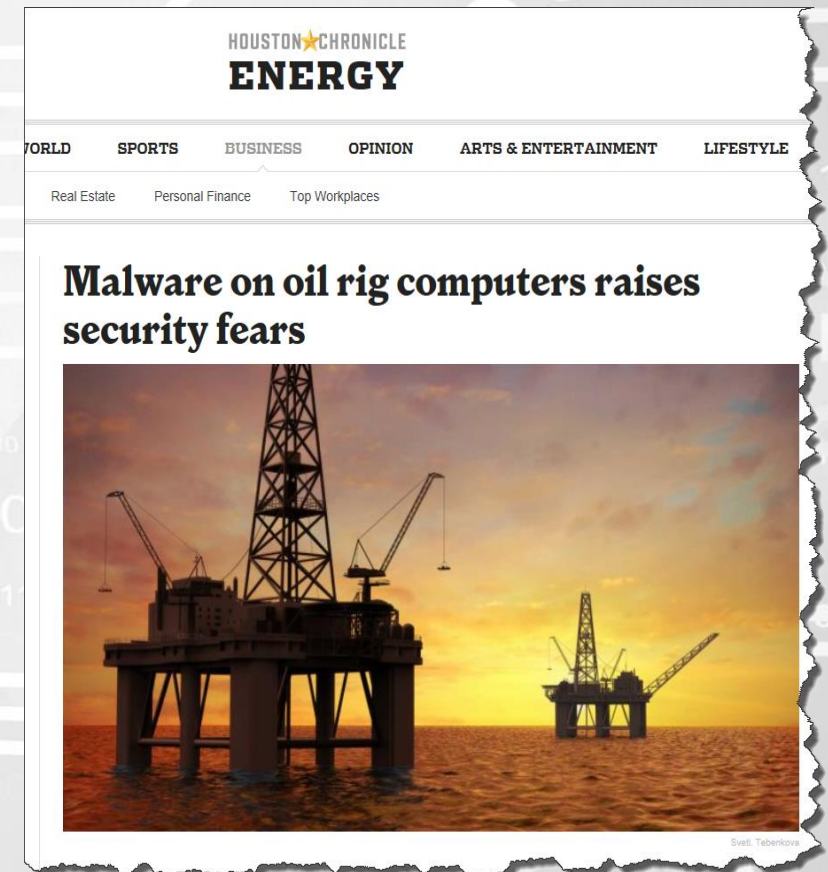 HOUSTON CHRONICLE
ENERGY
ORLD SPORTS BUSINESS OPINION ARTS & ENTERTAINMENT LIFESTYLE
Real Estate Personal Finance Top Workplaces
Malware on oil rig computers raises
security fears
Svetl. Tebenkova